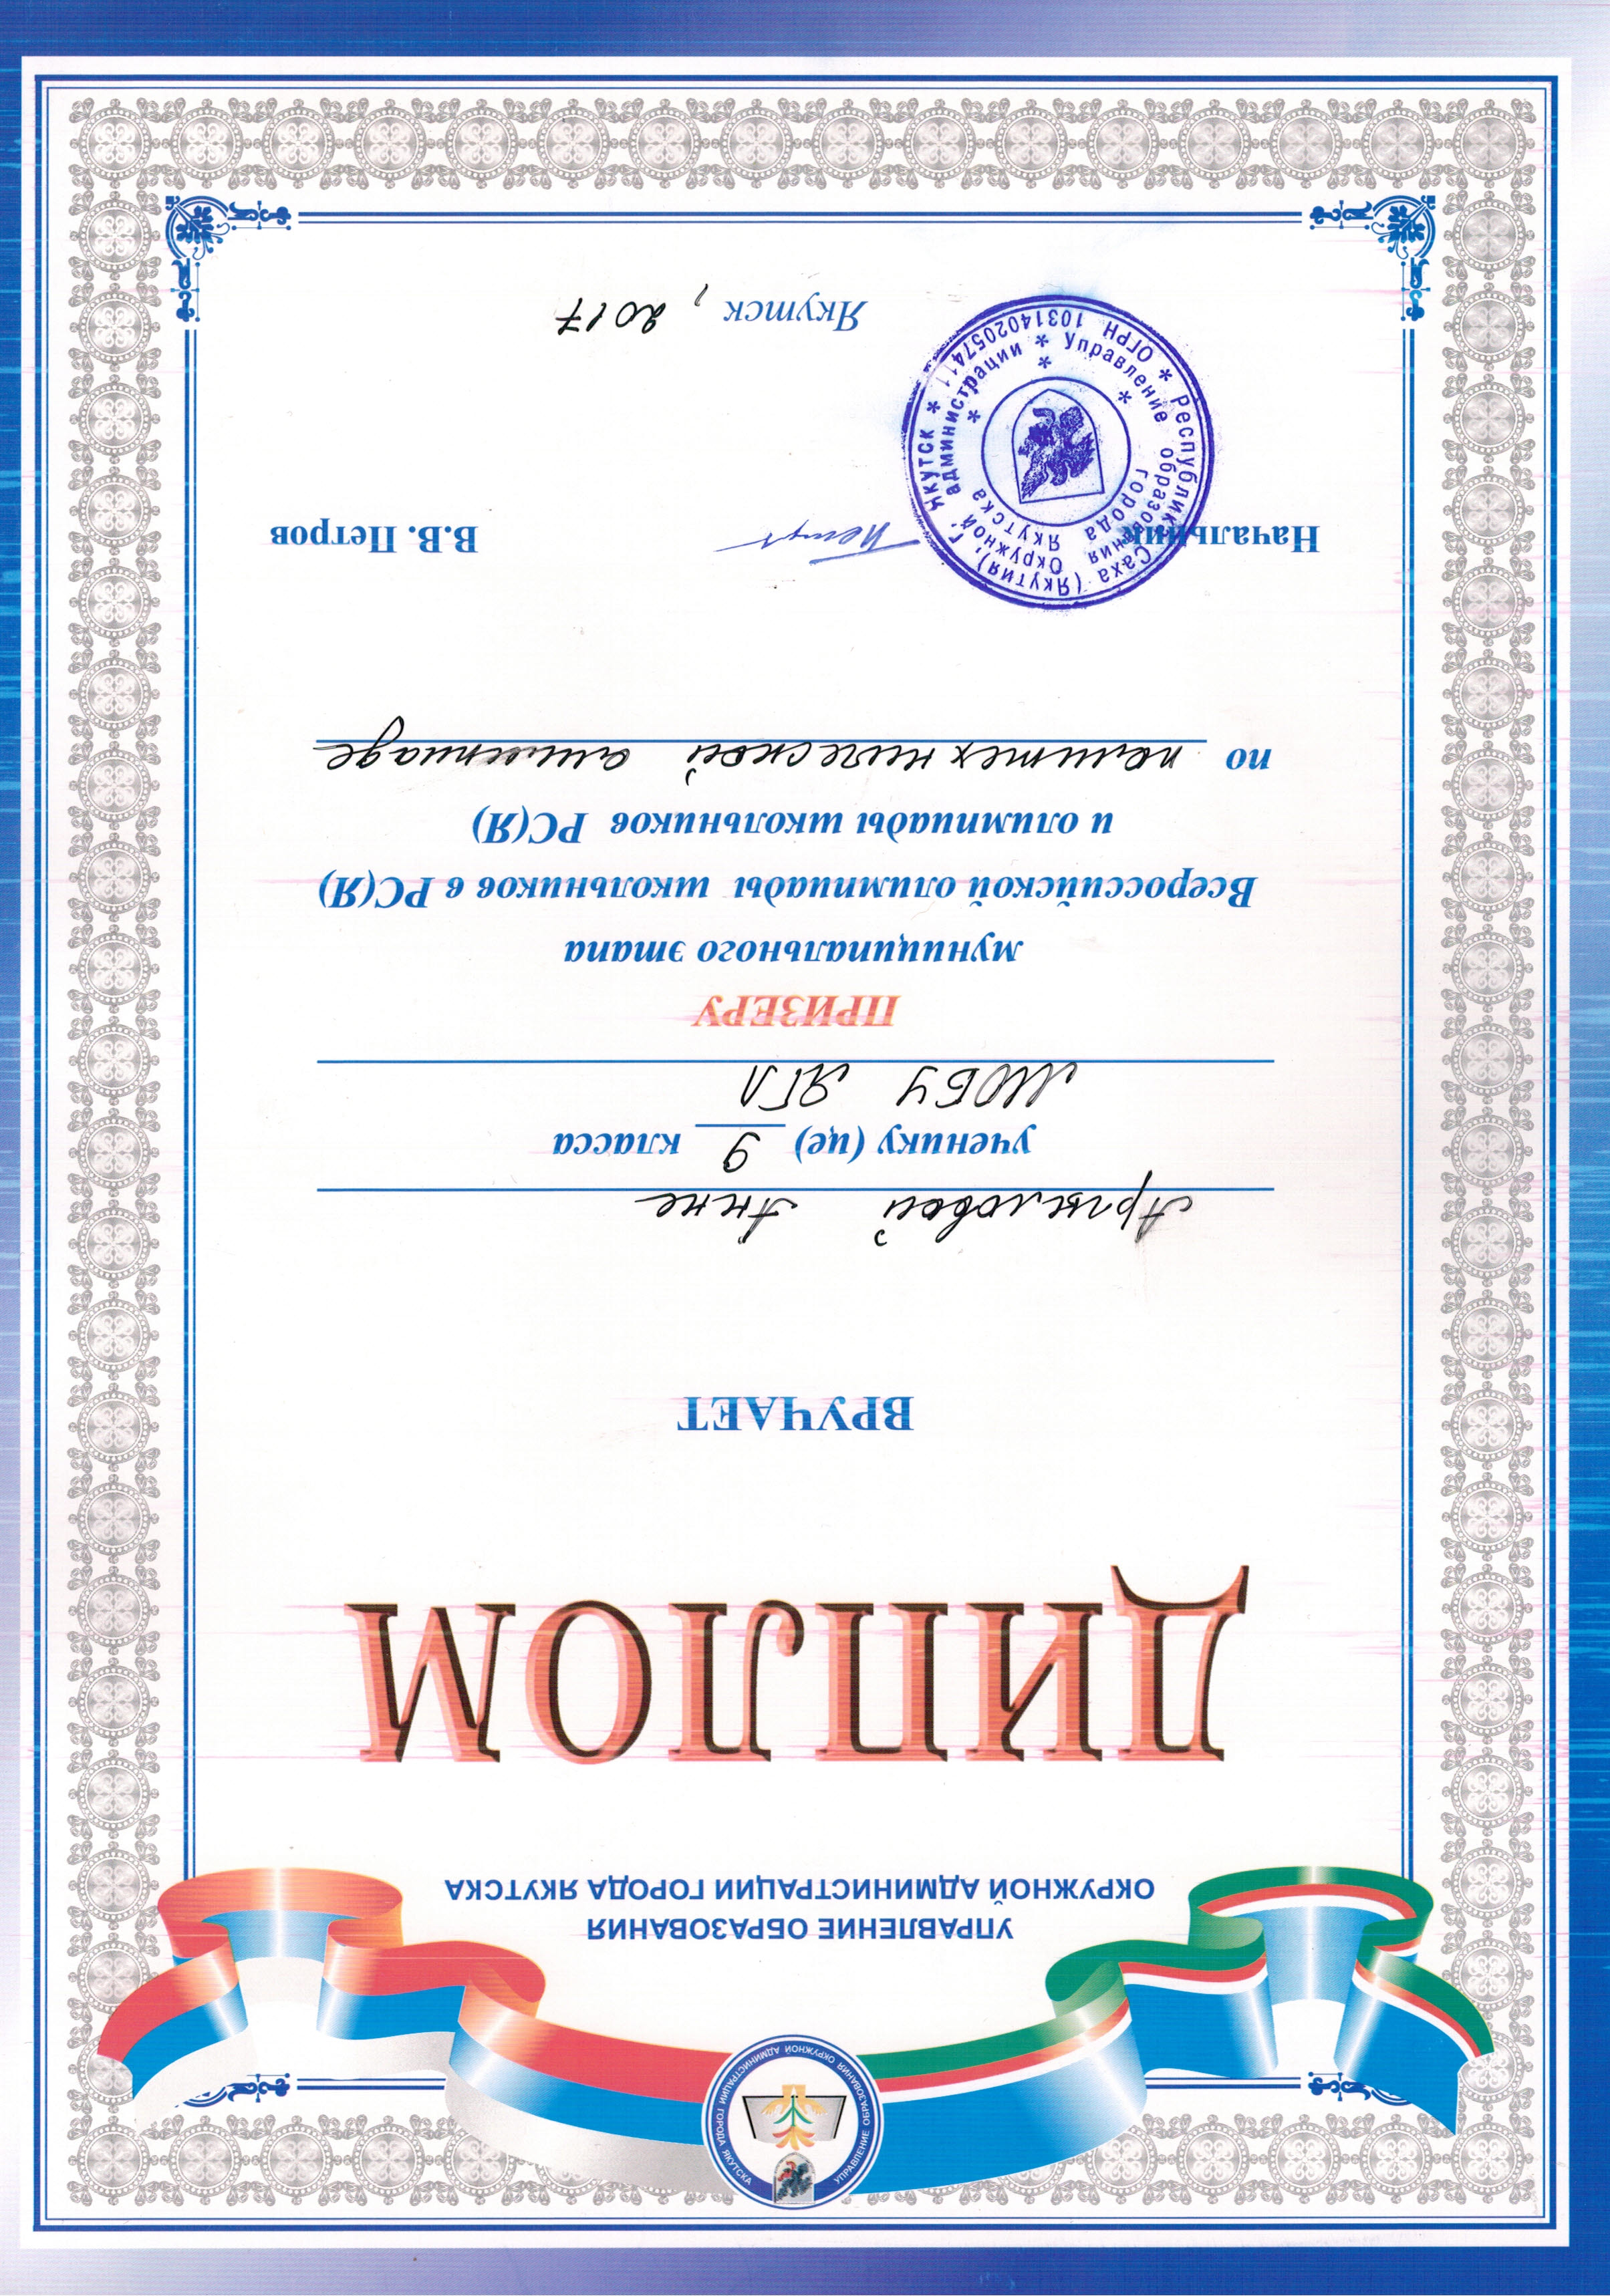 УПРАВЛЕНИЕ ОБРАЗОВАНИЯ ОКРУЖНОЙ АДМИНИСТРАЦИИ ГОРОДА ЯКУТСКА
УПРАВЛЕНИЕ ОБРАЗОВАНИЯ
ОКРУЖНОЙ АДМИНИСТРАЦИИ ГОРОДА ЯКУТСКА
ДИПЛОМ
ВРУЧАЕТ
Аргыловой Анне
ученику (це) 9 класса
МОБУ ЯГЛ
ПРИЗЕРУ
муниципального этапа
Всероссийской олимпиады школьников в РС(Я)
и олимпиады школьников РС(Я)
по политехнической олимпиаде
Начальник Петров В.В. Петров
* Республика Саха (Якутия), г. Якутск * ОГРН 1031402057411
* Управление образования Окружной администрации *
* города Якутска *
*
Якутск, 2017